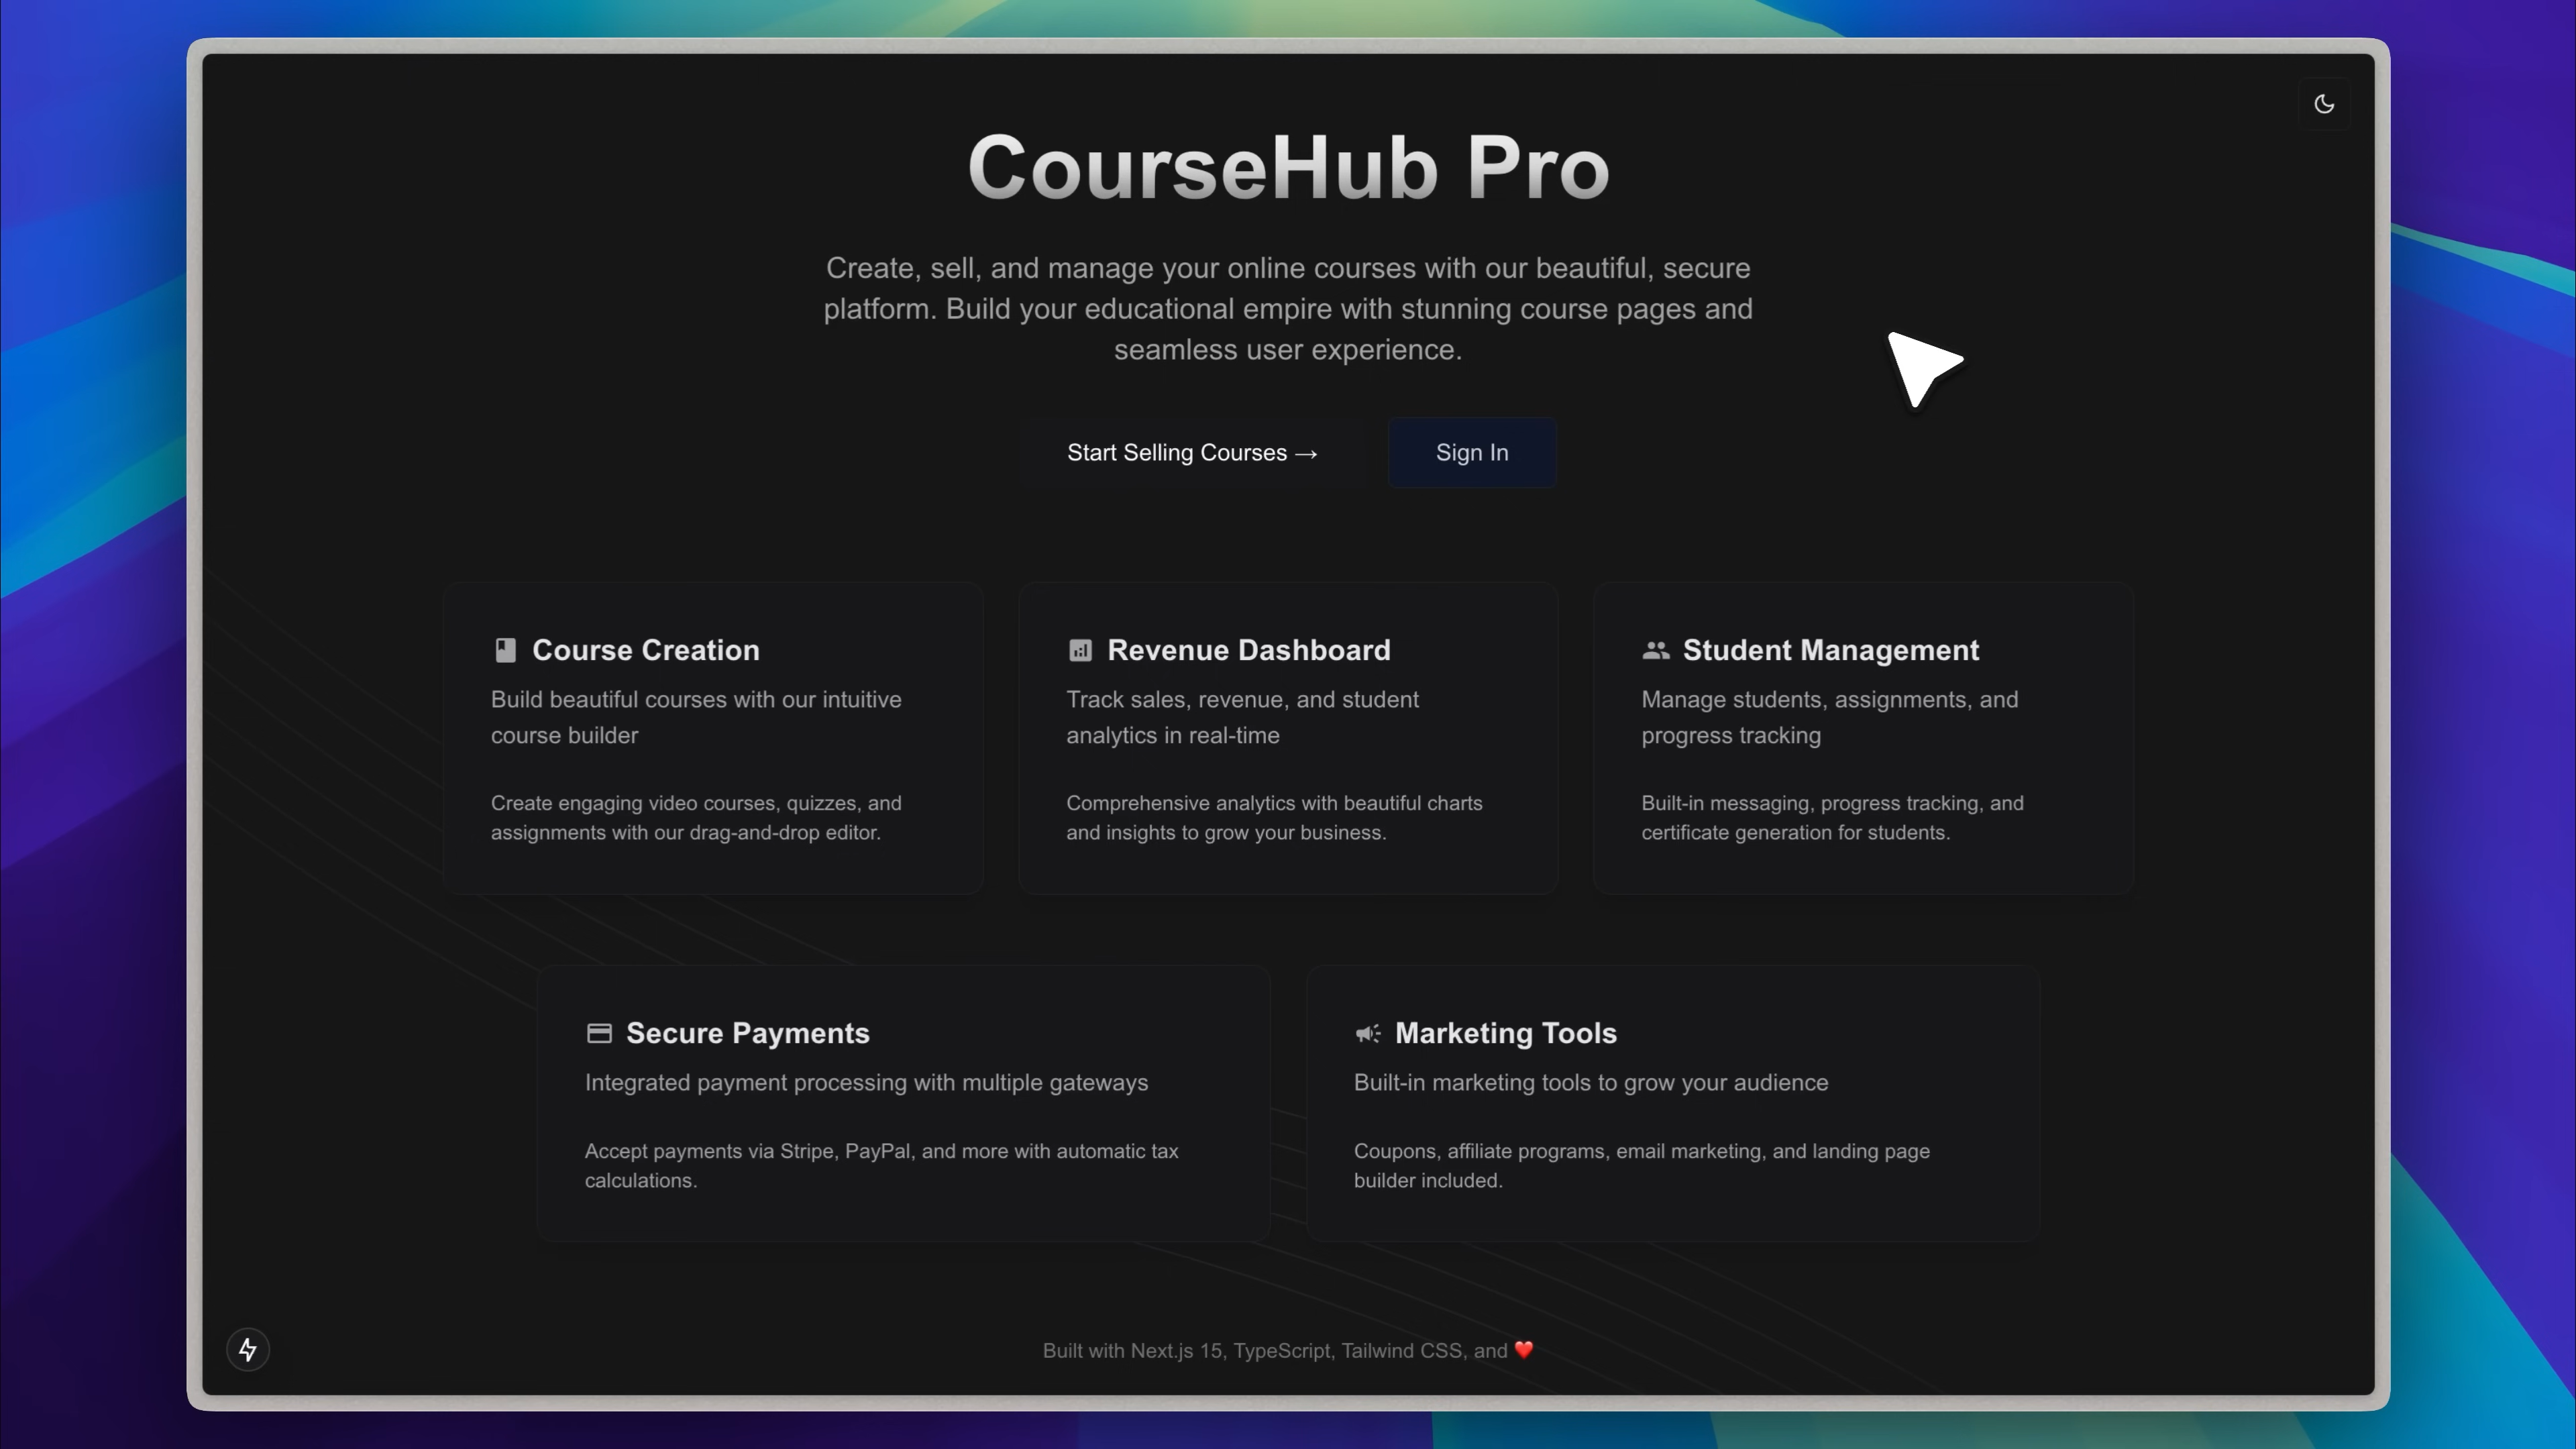 CourseHub Pro
Create, sell, and manage your online courses with our beautiful, secure
platform. Build your educational empire with stunning course pages and
seamless user experience.
Start Selling Courses →
Sign In
Course Creation
Build beautiful courses with our intuitive
course builder
Create engaging video courses, quizzes, and
assignments with our drag-and-drop editor.
Revenue Dashboard
Track sales, revenue, and student
analytics in real-time
Comprehensive analytics with beautiful charts
and insights to grow your business.
Student Management
Manage students, assignments, and
progress tracking
Built-in messaging, progress tracking, and
certificate generation for students.
Secure Payments
Integrated payment processing with multiple gateways
Accept payments via Stripe, PayPal, and more with automatic tax
calculations.
Marketing Tools
Built-in marketing tools to grow your audience
Coupons, affiliate programs, email marketing, and landing page
builder included.
Built with Next.js 15, TypeScript, Tailwind CSS, and ❤️